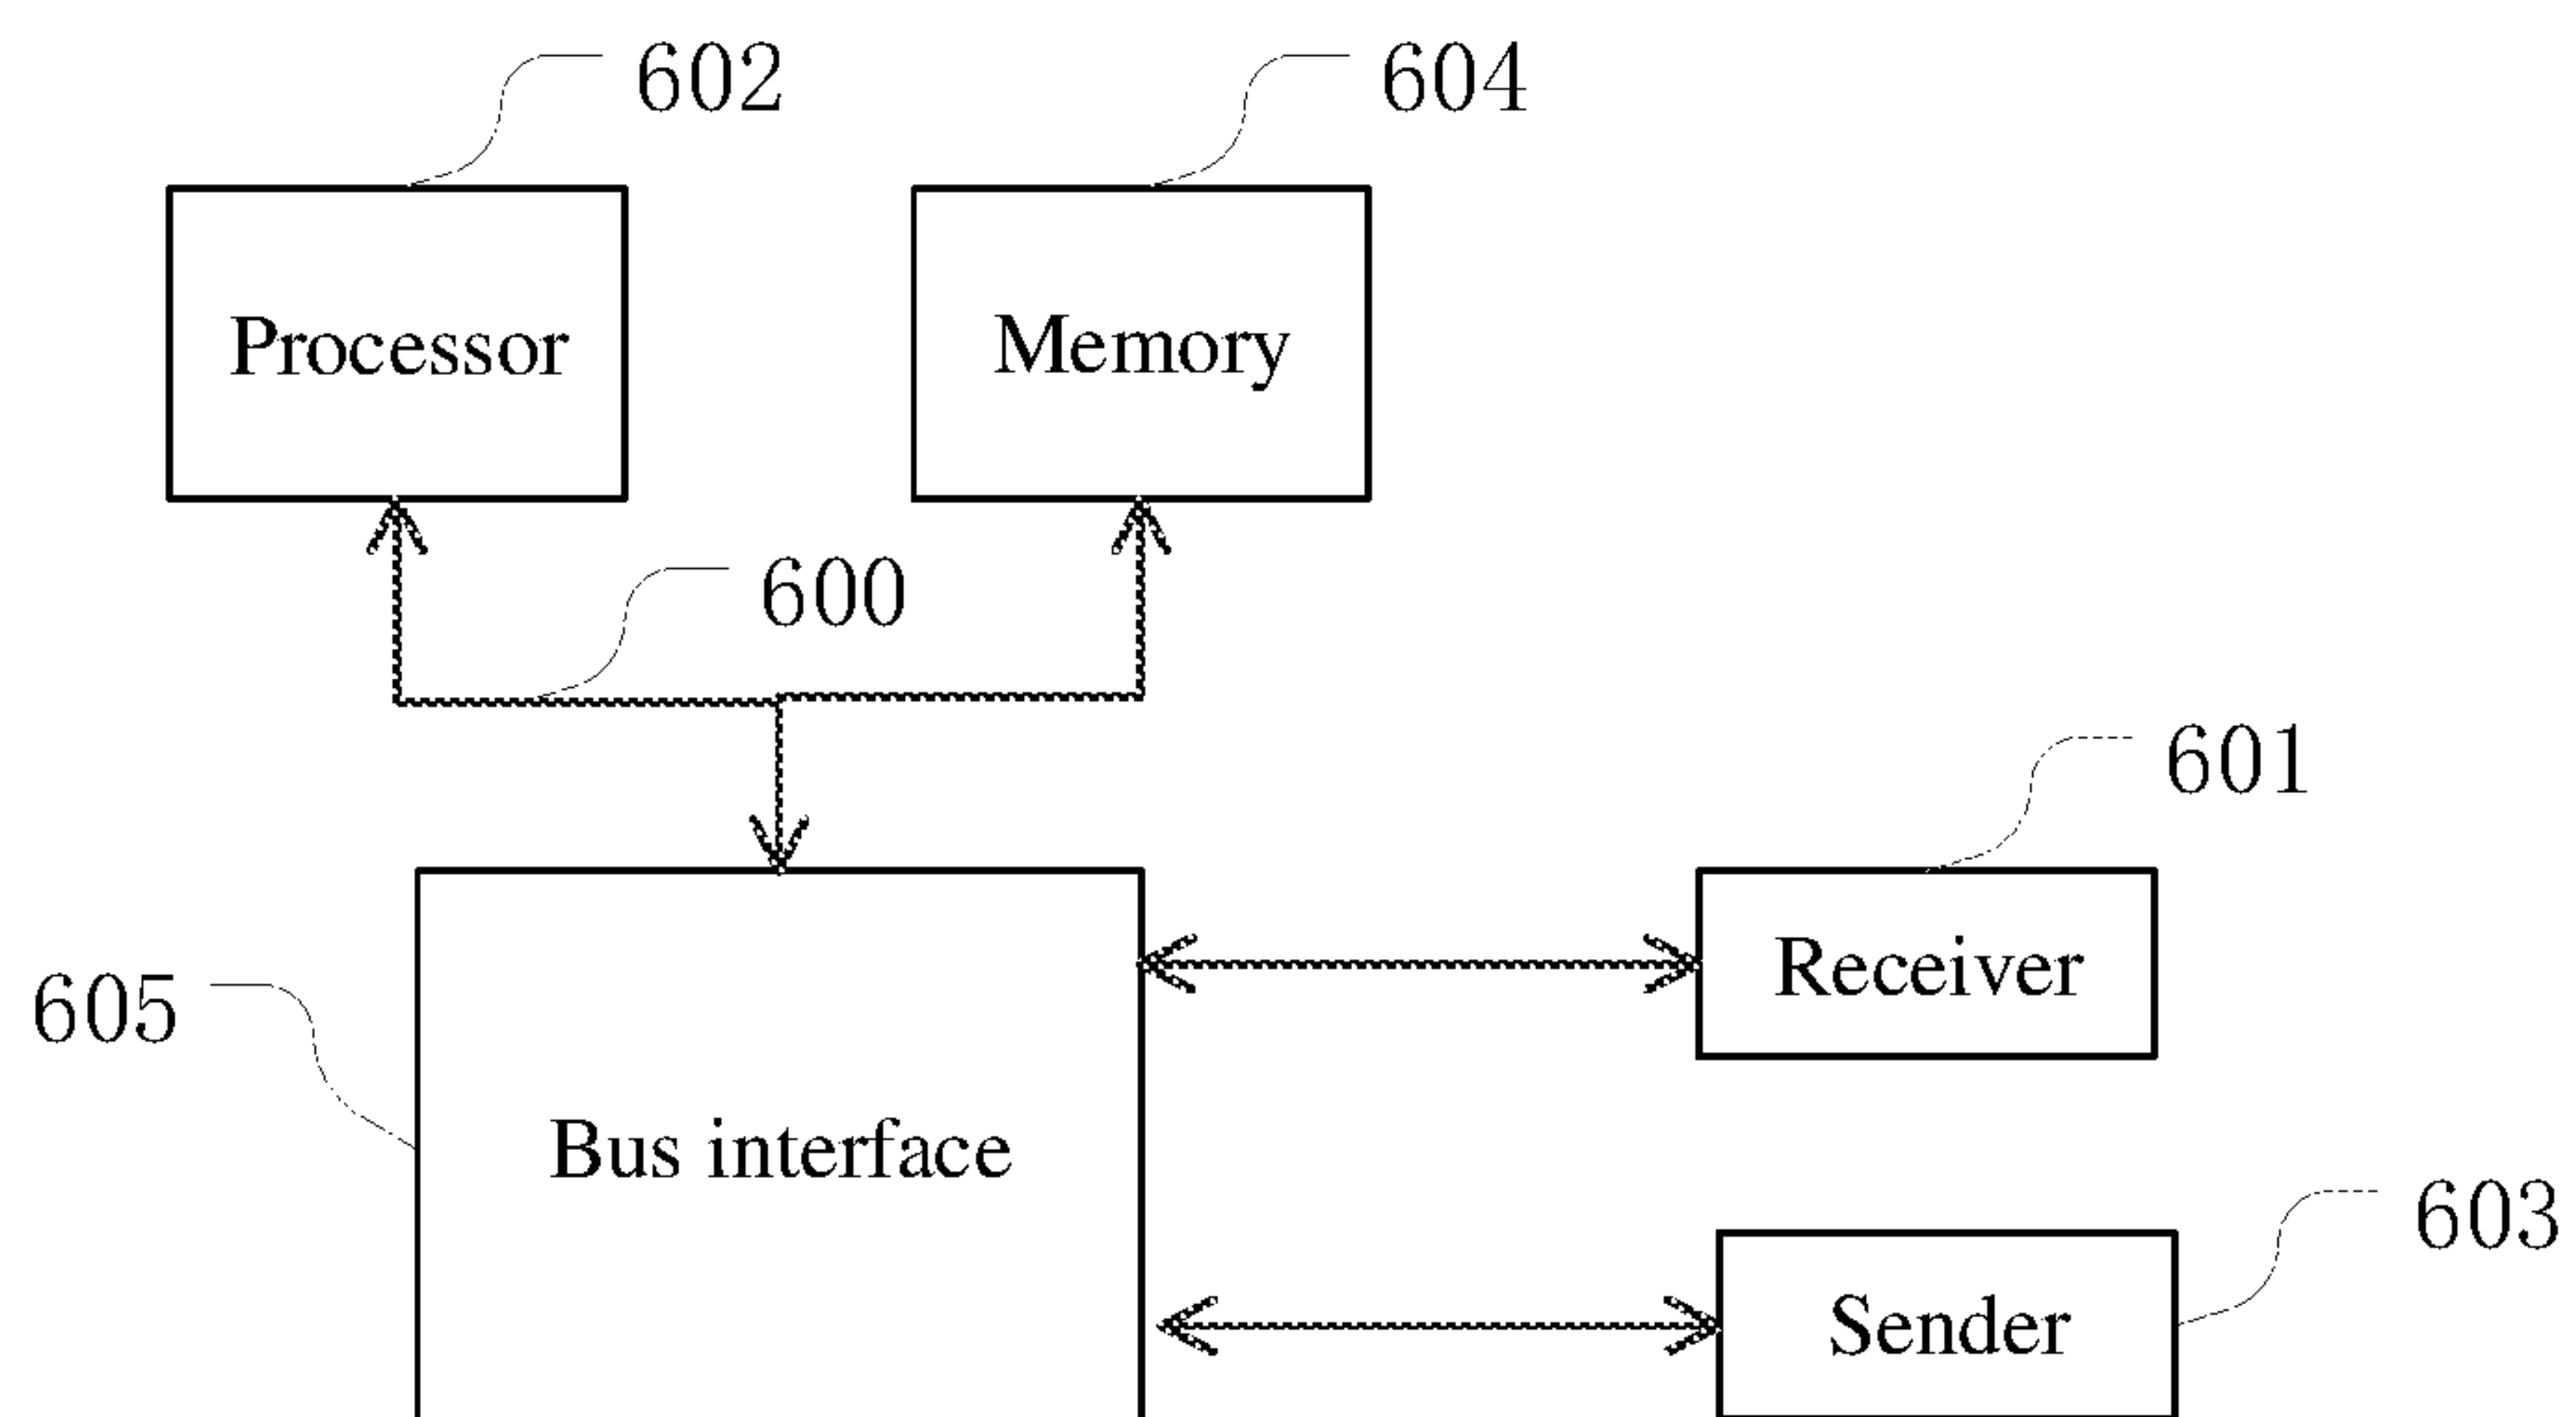 602
604
Processor
Memory
600
601
Receiver
605
Bus interface
603
Sender